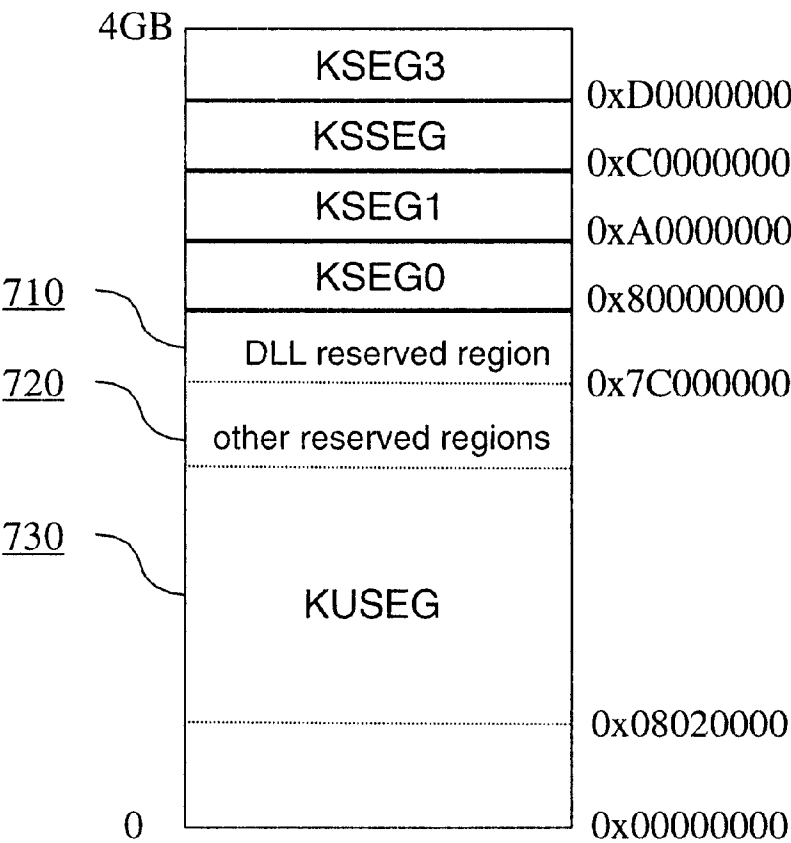 4GB
KSEG3
0xD0000000
KSSEG
0xC0000000
KSEG1
0xA0000000
KSEG0
710
0x80000000
DLL reserved region
720
0x7C000000
other reserved regions
730
KUSEG
0x08020000
0
0x00000000